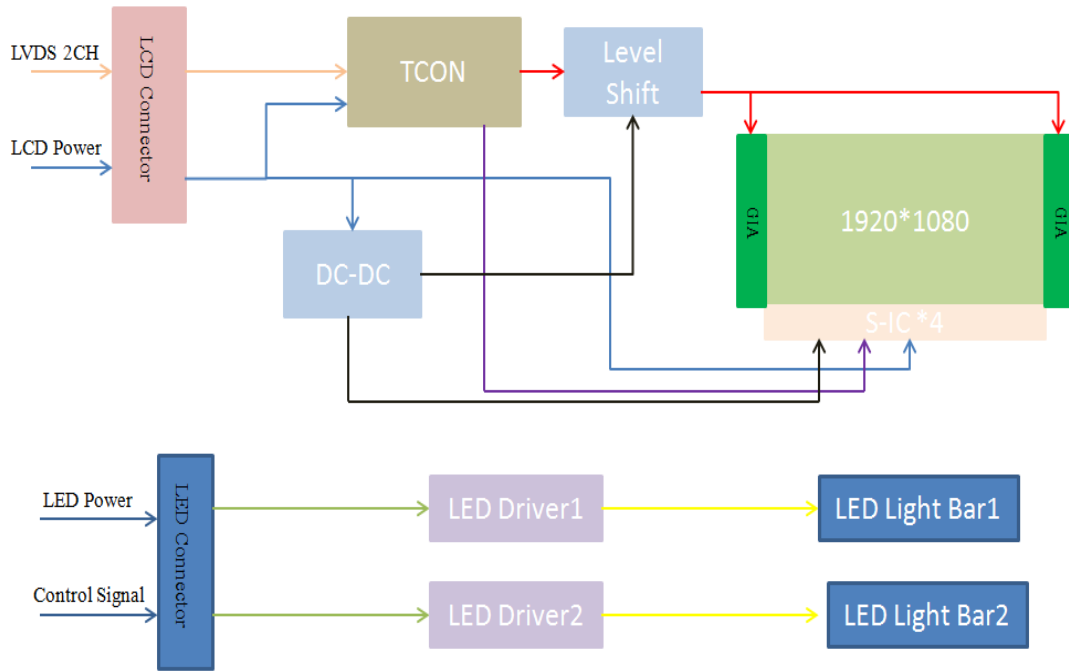 LVDS 2CH
LCD Power
LCD Connector
TCON
Level
Shift
DC-DC
GIA
1920*1080
GIA
S-IC *4
LED Power
Control Signal
LED Connector
LED Driver1
LED Light Bar1
LED Driver2
LED Light Bar2